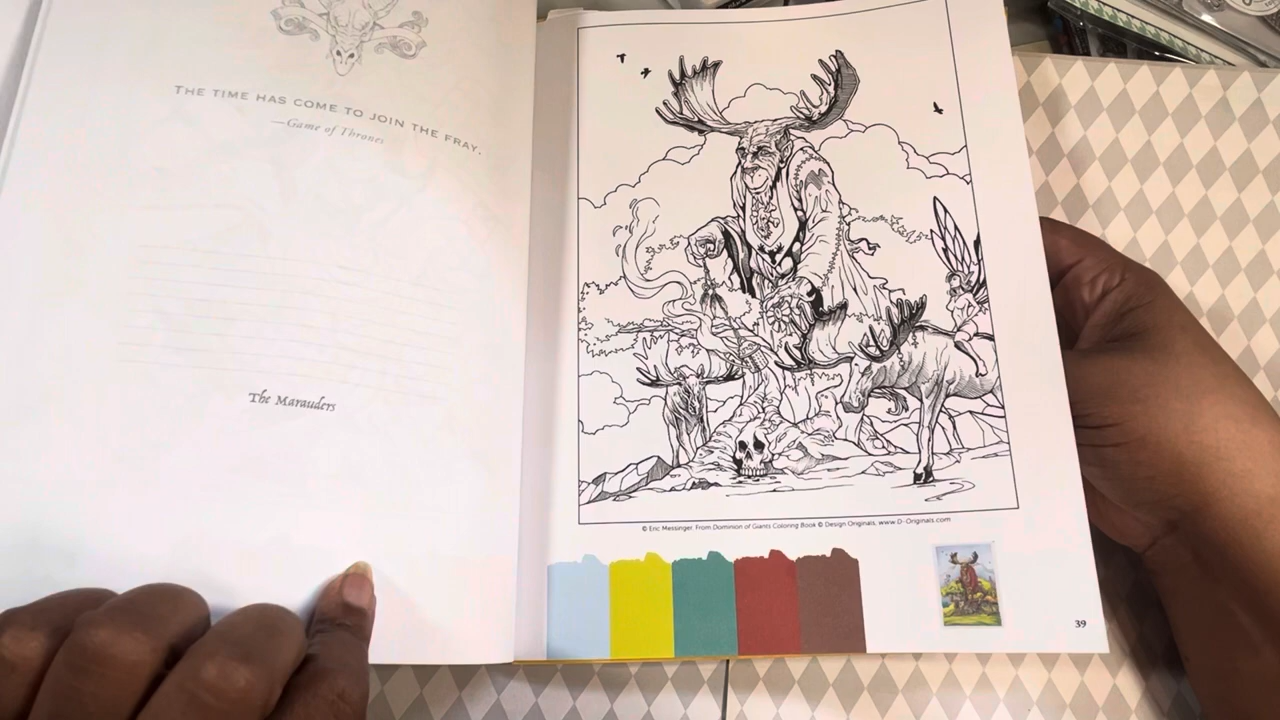 THE TIME HAS COME TO JOIN THE FRAY.
—Game of Thrones
The Marauders
© Eric Messinger, From Dominion of Giants Coloring Book © Design Originals, www.D-Originals.com
39